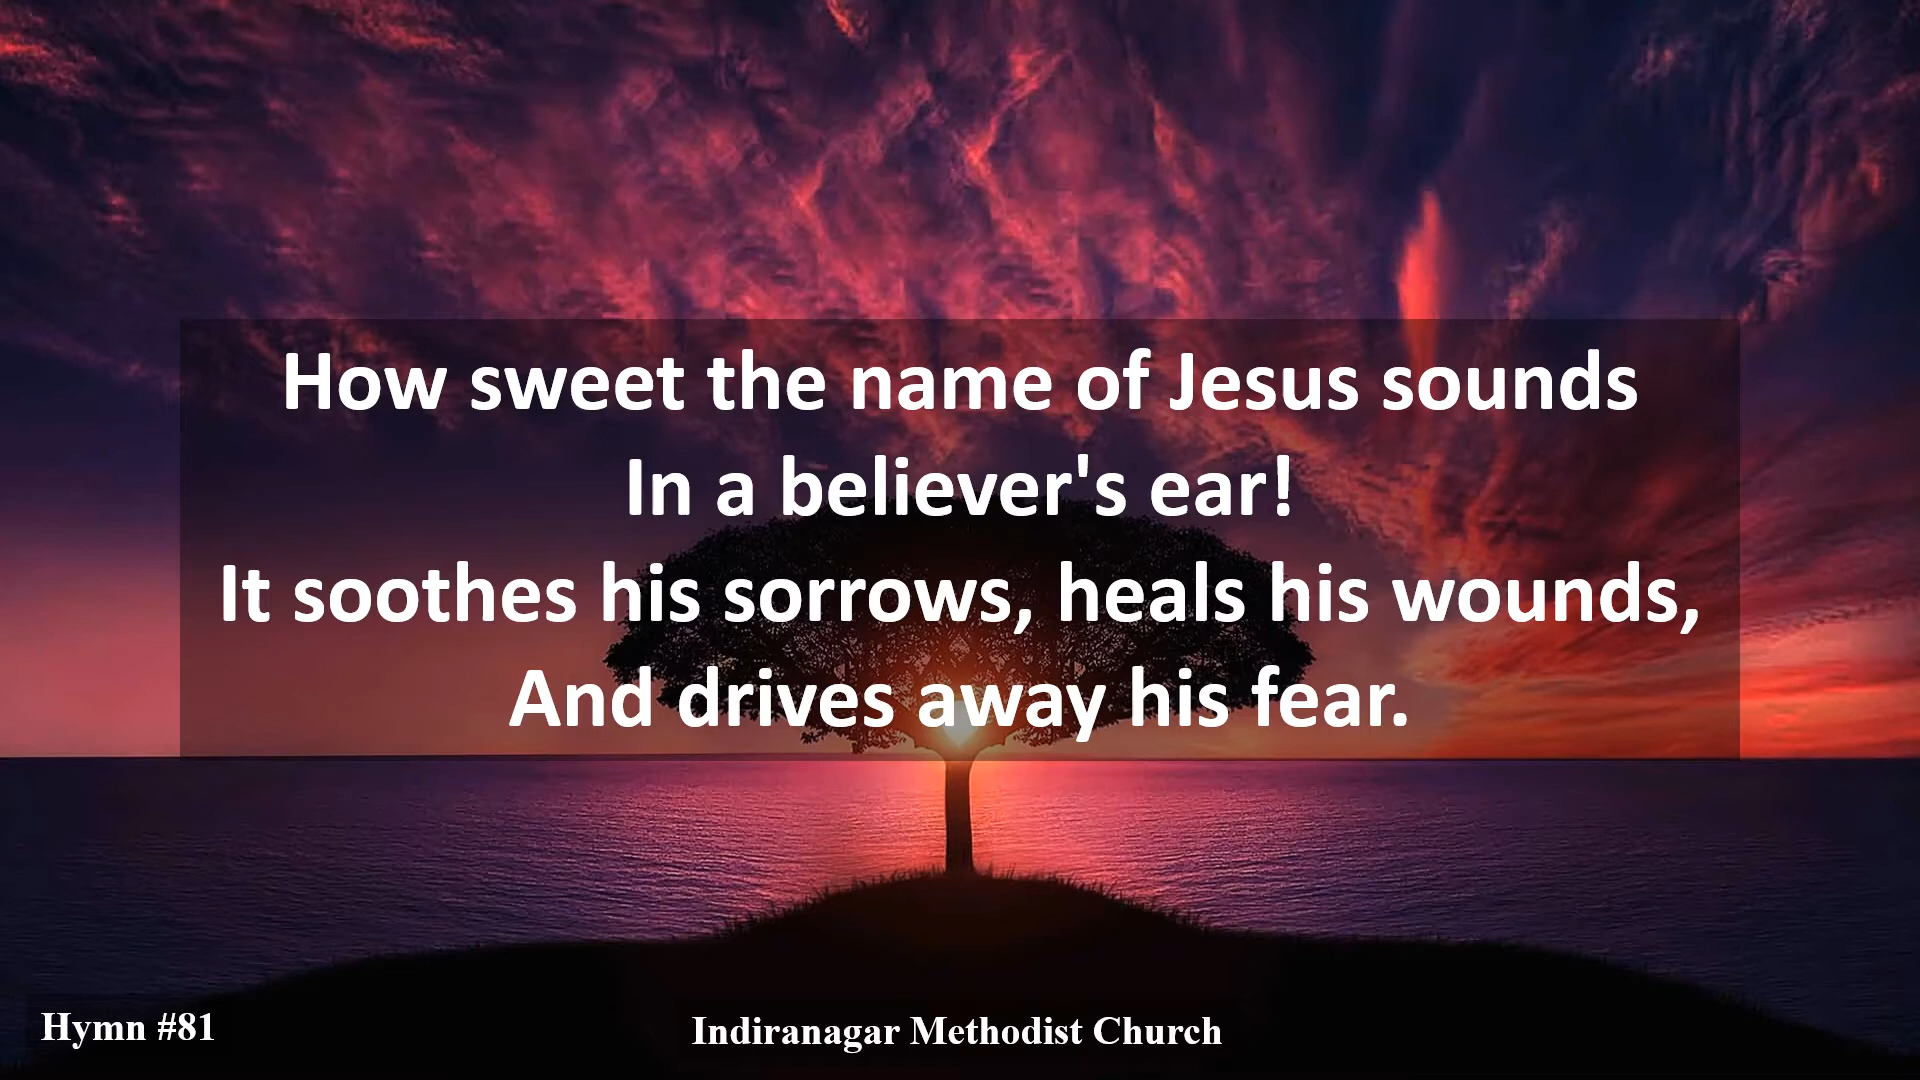 How sweet the name of Jesus sounds
In a believer's ear!
It soothes his sorrows, heals his wounds,
And drives away his fear.
Hymn #81
Indiranagar Methodist Church